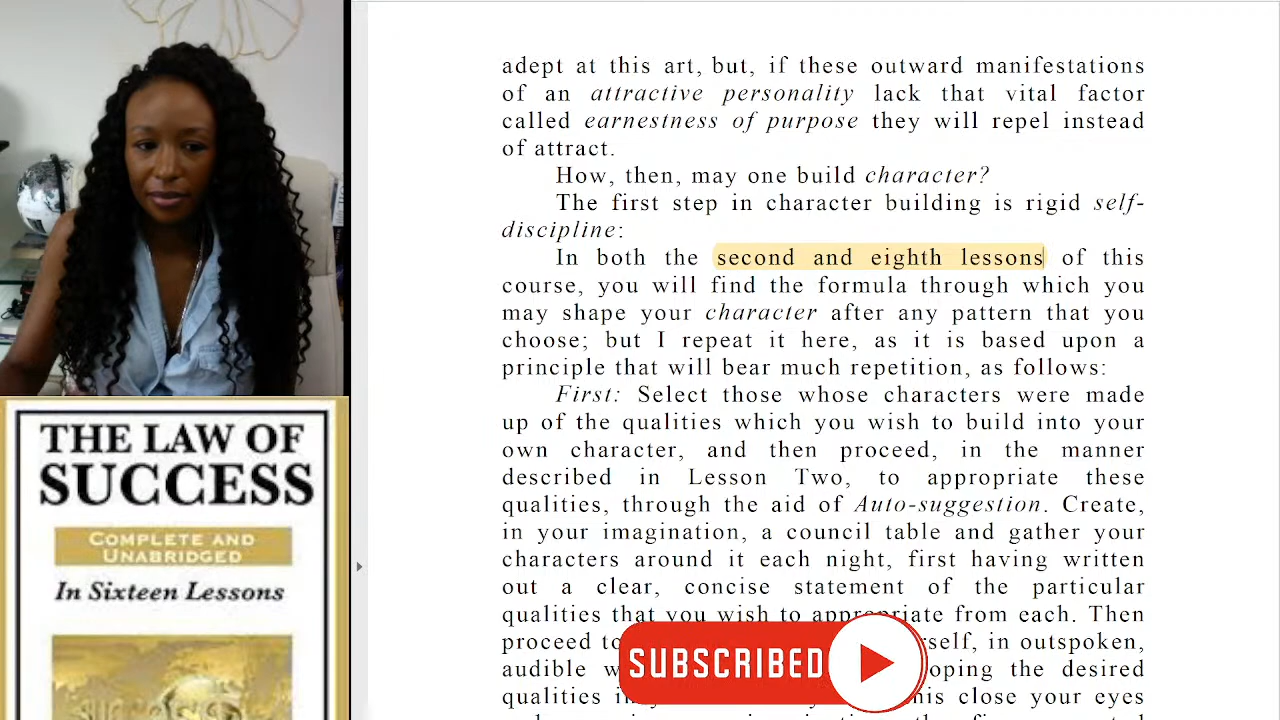 adept at this art, but, if these outward manifestations
of an attractive personality lack that vital factor
called earnestness of purpose they will repel instead
of attract.
How, then, may one build character?
The first step in character building is rigid self-
discipline:
In both the second and eighth lessons of this
course, you will find the formula through which you
may shape your character after any pattern that you
choose; but I repeat it here, as it is based upon a
principle that will bear much repetition, as follows:
First: Select those whose characters were made
up of the qualities which you wish to build into your
own character, and then proceed, in the manner
described in Lesson Two, to appropriate these
qualities, through the aid of Auto-suggestion. Create,
in your imagination, a council table and gather your
characters around it each night, first having written
out a clear, concise statement of the particular
qualities that you wish to appropriate from each. Then
proceed in outspoken,
audible the desired
qualities close your eyes
SUBSCRIBED
THE LAW OF
SUCCESS
COMPLETE AND
UNABRIDGED
In Sixteen Lessons